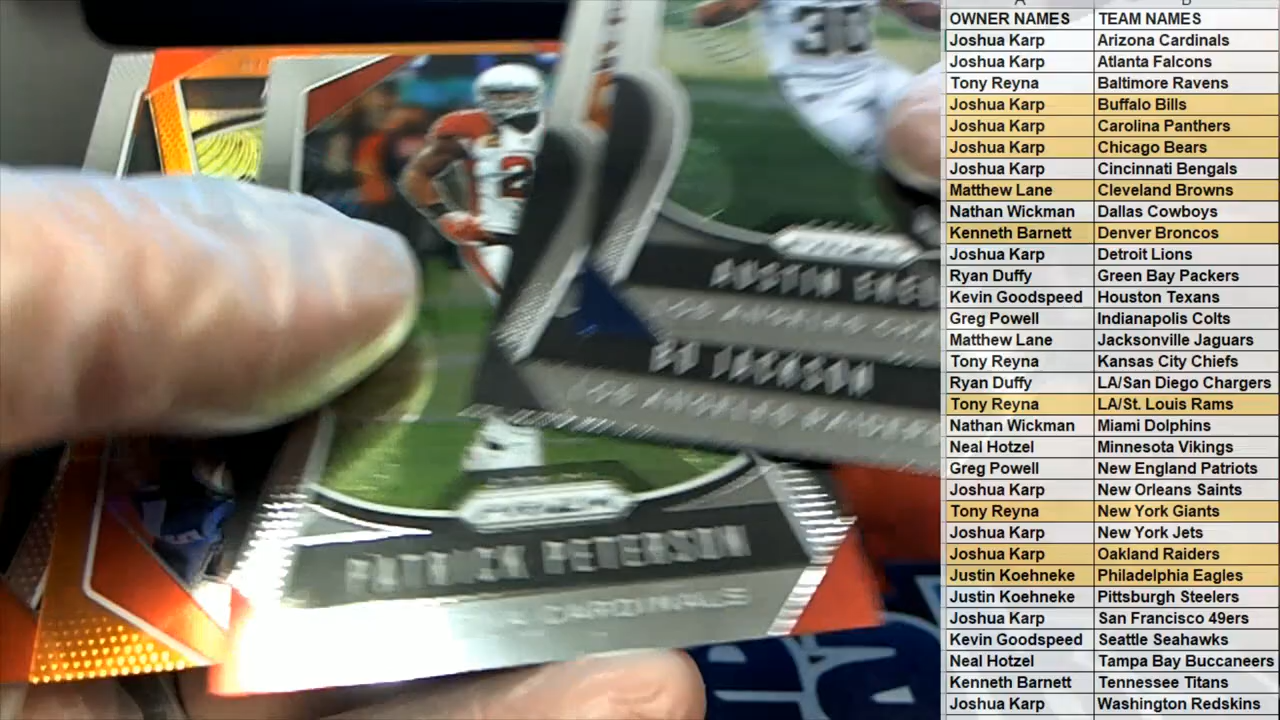 AUSTIN
BO JACKSON
LOS ANGELES RAIDERS
PATRICK PETERSON
CARDINALS
2
30
OWNER NAMES TEAM NAMES
Joshua Karp Arizona Cardinals
Joshua Karp Atlanta Falcons
Tony Reyna Baltimore Ravens
Joshua Karp Buffalo Bills
Joshua Karp Carolina Panthers
Joshua Karp Chicago Bears
Joshua Karp Cincinnati Bengals
Matthew Lane Cleveland Browns
Nathan Wickman Dallas Cowboys
Kenneth Barnett Denver Broncos
Joshua Karp Detroit Lions
Ryan Duffy Green Bay Packers
Kevin Goodspeed Houston Texans
Greg Powell Indianapolis Colts
Matthew Lane Jacksonville Jaguars
Tony Reyna Kansas City Chiefs
Ryan Duffy LA/San Diego Chargers
Tony Reyna LA/St. Louis Rams
Nathan Wickman Miami Dolphins
Neal Hotzel Minnesota Vikings
Greg Powell New England Patriots
Joshua Karp New Orleans Saints
Tony Reyna New York Giants
Joshua Karp New York Jets
Joshua Karp Oakland Raiders
Justin Koehneke Philadelphia Eagles
Justin Koehneke Pittsburgh Steelers
Joshua Karp San Francisco 49ers
Kevin Goodspeed Seattle Seahawks
Neal Hotzel Tampa Bay Buccaneers
Kenneth Barnett Tennessee Titans
Joshua Karp Washington Redskins